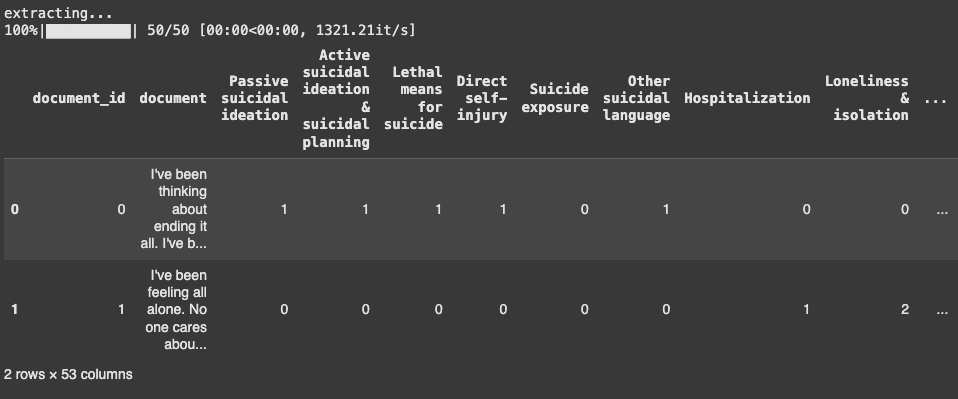 extracting...
100%| 50/50 [00:00<00:00, 1321.21it/s]
document_id document Passive suicidal ideation Active suicidal ideation & suicidal planning Lethal means for suicide Direct self-injury Suicide exposure Other suicidal language Hospitalization Loneliness & isolation ...
0 0 I've been thinking about ending it all. I've b... 1 1 1 1 0 1 0 0 ...
1 1 I've been feeling all alone. No one cares abou... 0 0 0 0 0 0 1 2 ...
2 rows × 53 columns